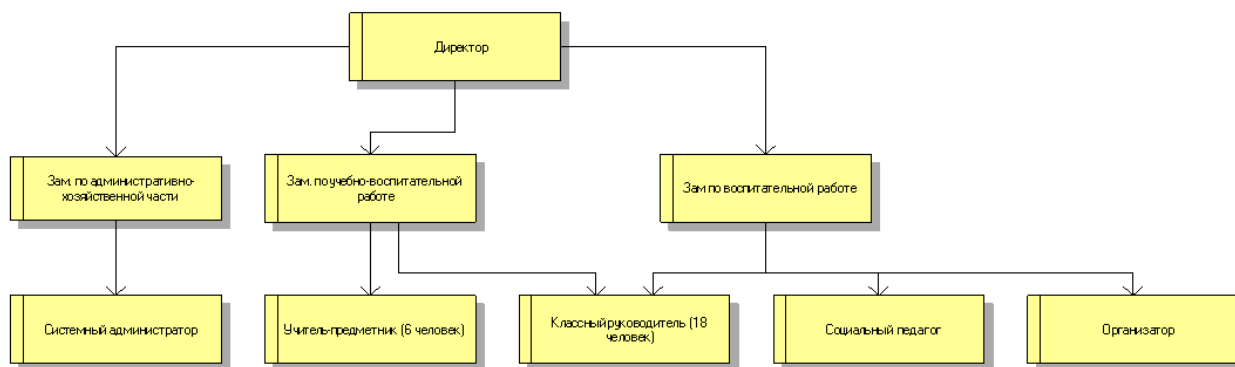 Директор
Зам. по административно-
хозяйственной части
Зам. по учебно-воспитательной
работе
Зам по воспитательной работе
Системный администратор
Учитель-предметник (6 человек)
Классный руководитель (18
человек)
Социальный педагог
Организатор